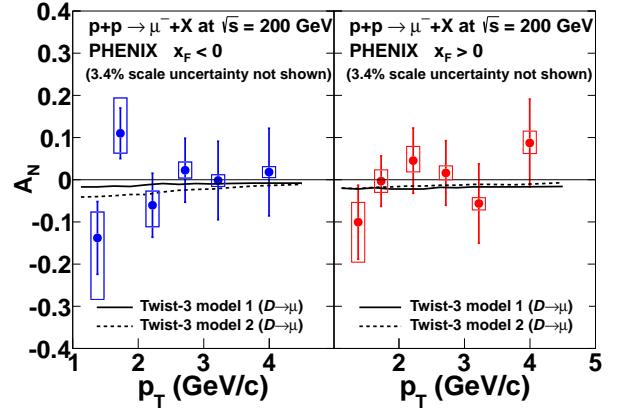 p+p → μ⁻+X at √s = 200 GeV
PHENIX x_F < 0
(3.4% scale uncertainty not shown)
p+p → μ⁻+X at √s = 200 GeV
PHENIX x_F > 0
(3.4% scale uncertainty not shown)
A_N
0.4
0.3
0.2
0.1
0
-0.1
-0.2
-0.3
-0.4
Twist-3 model 1 (D→μ)
Twist-3 model 2 (D→μ)
Twist-3 model 1 (D→μ)
Twist-3 model 2 (D→μ)
1 2 3 4 2 3 4 5
p_T (GeV/c) p_T (GeV/c)